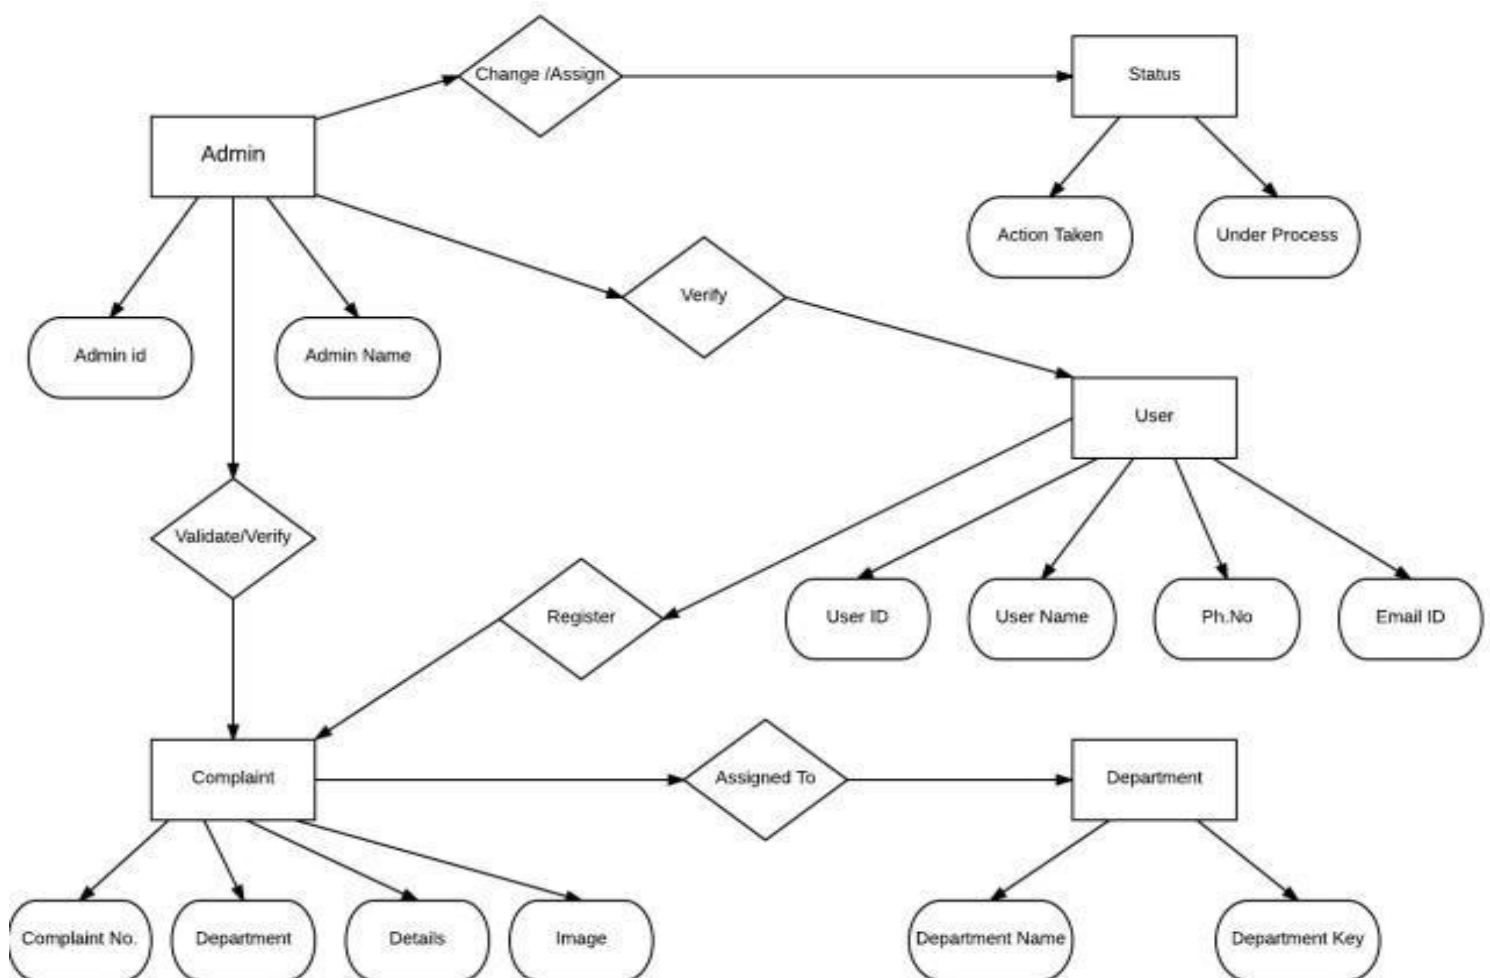 Change /Assign
Status
Admin
Action Taken
Under Process
Verify
Admin id
Admin Name
User
Validate/Verify
Register
User ID
User Name
Ph.No
Email ID
Complaint
Assigned To
Department
Complaint No.
Department
Details
Image
Department Name
Department Key